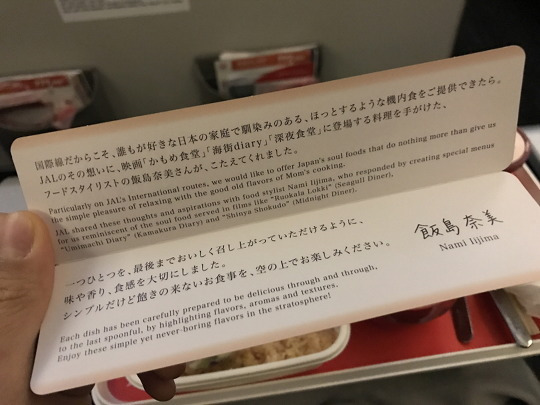 国際線だからこそ、誰もが好きな日本の家庭で馴染みのある、ほっとするような機内食をご提供できたら。
JALのその想いに、映画「かもめ食堂」「海街diary」「深夜食堂」に登場する料理を手がけた、
フードスタイリストの飯島奈美さんが、こたえてくれました。
Particularly on JAL's International routes, we would like to offer Japan's soul foods that do nothing more than give us
the simple pleasure of relaxing with the good old flavors of Mom's cooking.
JAL shared these thoughts and aspirations with food stylist Nami Iijima, who responded by creating special menus
for us reminiscent of the soul food served in films like "Ruokala Lokki" (Seagull Diner),
"Umimachi Diary" (Kamakura Diary) and "Shinya Shokudo" (Midnight Diner).
一つひとつを、最後までおいしく召し上がっていただけるように、
味や香り、食感を大切にしました。
シンプルだけど飽きの来ないお食事を、空の上でお楽しみください。
飯島奈美
Nami Iijima
Each dish has been carefully prepared to be delicious through and through,
to the last spoonful, by highlighting flavors, aromas and textures.
Enjoy these simple yet never-boring flavors in the stratosphere!